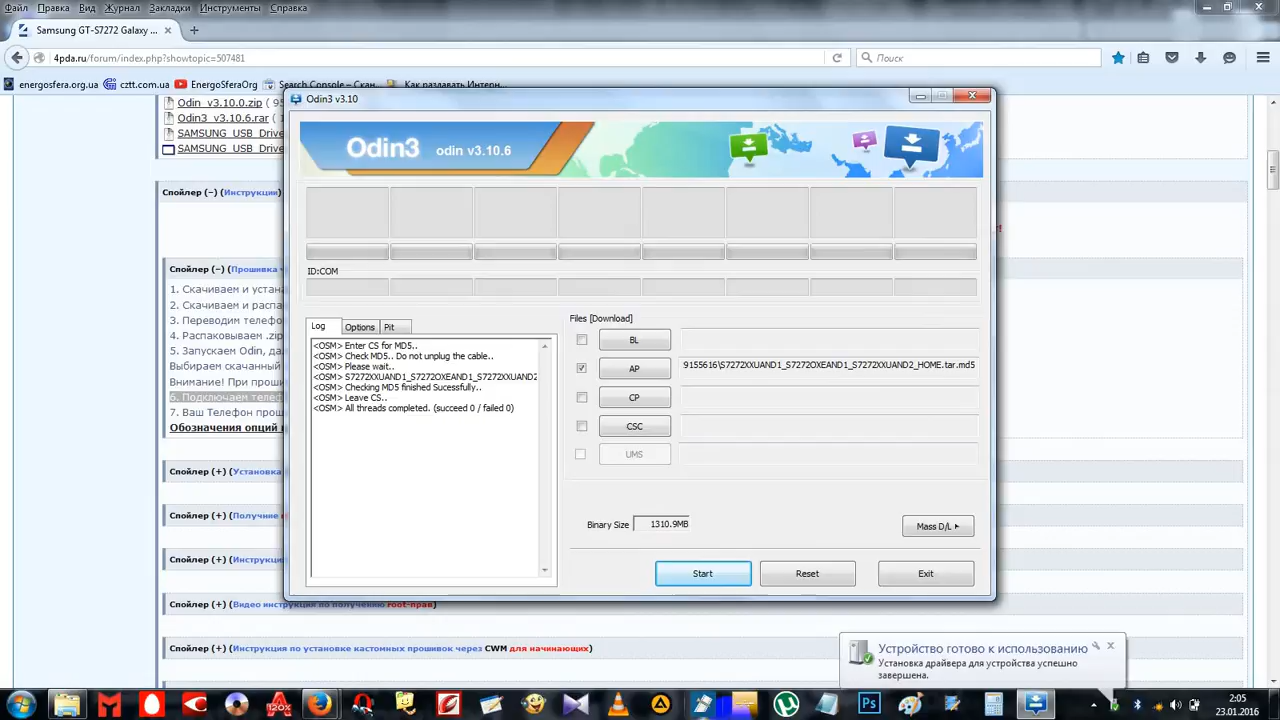 Файл Правка Вид Журнал Закладки Инструменты Справка
Samsung GT-S7272 Galaxy ...
4pda.ru/forum/index.php?showtopic=507481
Поиск
energosfera.org.ua cztt.com.ua EnergoSferaOrg Search Console – Скан... Как раздавать Интерн...
Odin3 v3.10
Odin_v3.10.0.zip
Odin3_v3.10.6.rar
SAMSUNG_USB_Drive
SAMSUNG_USB_Drive
Odin3 odin v3.10.6
Спойлер (–) (Инструкции)
Спойлер (–) (Прошивка
ID:COM
1. Скачиваем и уста
2. Скачиваем и распа
3. Переводим телефо
4. Распаковываем .zip
5. Запускаем Odin, да
Выбираем скачанный
Внимание! При проши
6. Подключаем телеф
7. Ваш Телефон прош
Обозначения опций
Log Options Pit
<OSM> Enter CS for MD5..
<OSM> Check MD5.. Do not unplug the cable..
<OSM> Please wait..
<OSM> S7272XXUAND1_S7272OXEAND1_S7272XXUAND2
<OSM> Checking MD5 finished Sucessfully..
<OSM> Leave CS..
<OSM> All threads completed. (succeed 0 / failed 0)
Files [Download]
BL
AP 9155616\S7272XXUAND1_S7272OXEAND1_S7272XXUAND2_HOME.tar.md5
CP
CSC
UMS
Binary Size 1310.9MB
Mass D/L
Start Reset Exit
Спойлер (+) (Установка
Спойлер (+) (Получние
Спойлер (+) (Инструкци
Спойлер (+) (Видео инструкция по получению root-прав)
Спойлер (+) (Инструкция по установке кастомных прошивок через CWM для начинающих)
Устройство готово к использованию
Установка драйвера для устройства успешно
завершена.
120%
Ps
2:05
23.01.2016